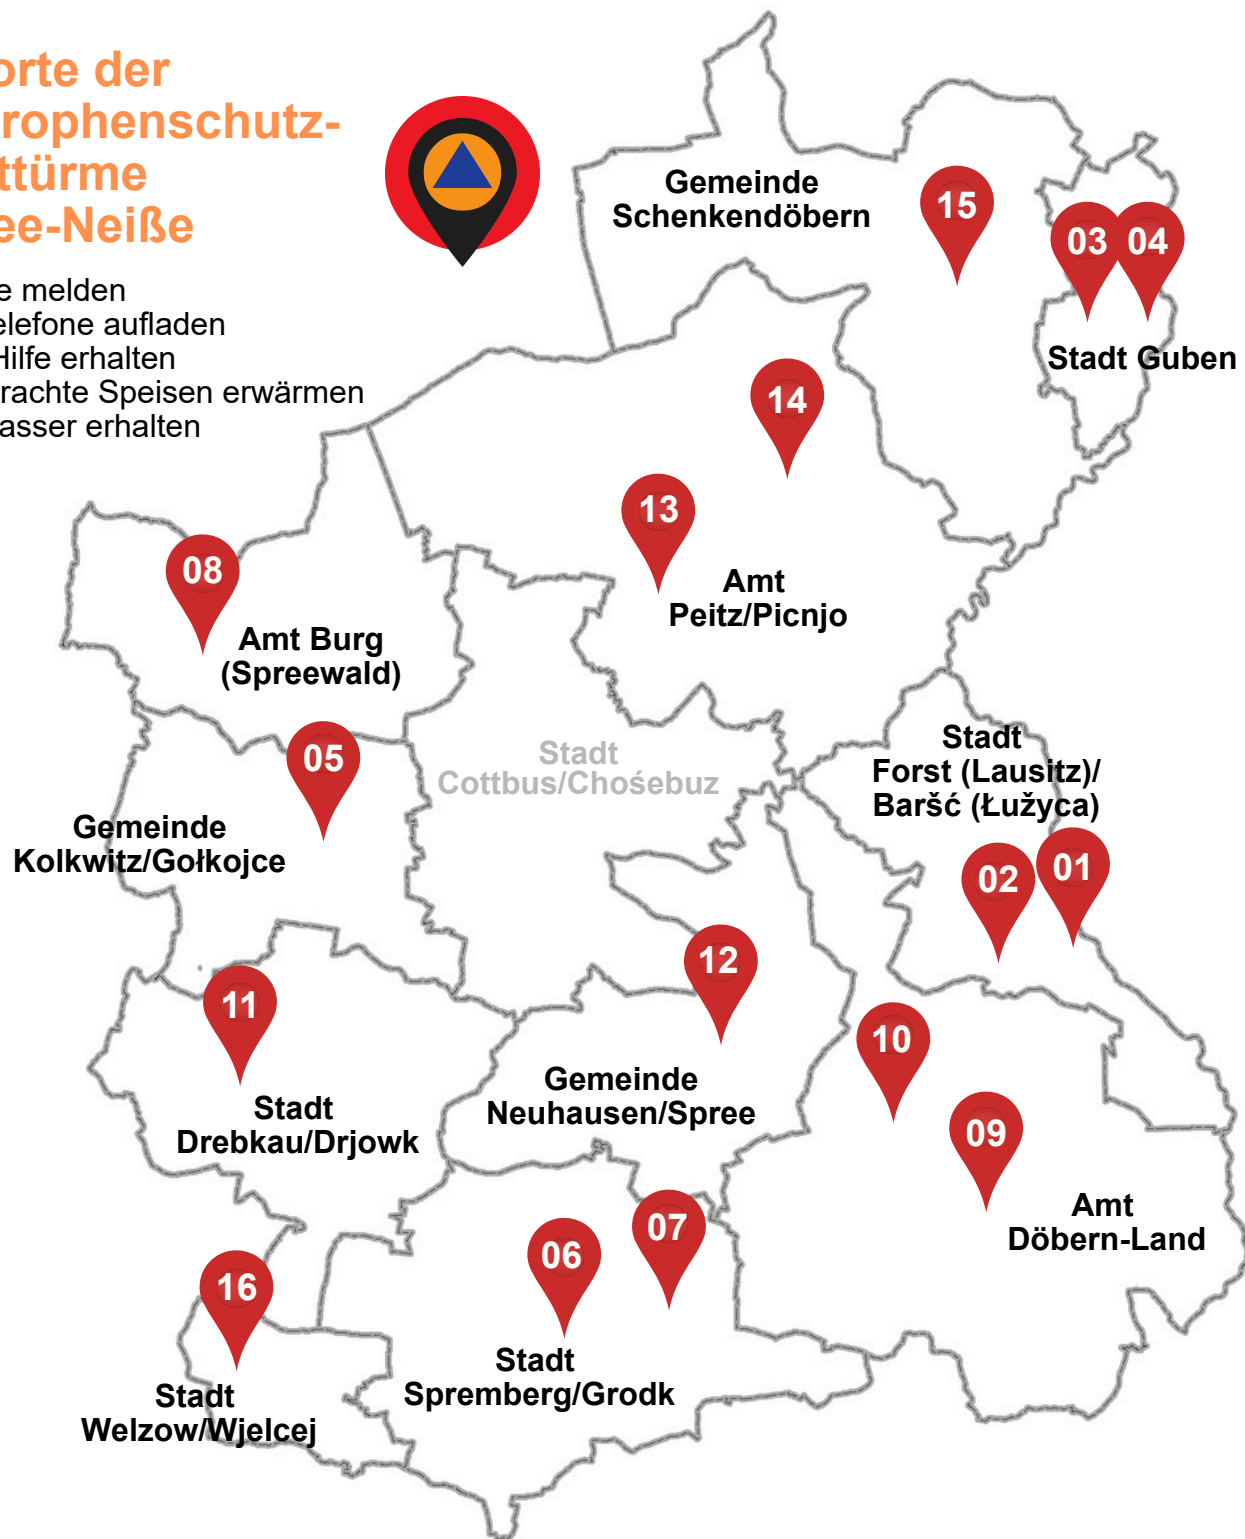 orte der
rophenschutz-
ttürme
ee-Neiße
e melden
elefone aufladen
Hilfe erhalten
rachte Speisen erwärmen
asser erhalten
Gemeinde
Schenkendöbern
15
03
04
Stadt Guben
14
13
Amt
Peitz/Picnjo
08
Amt Burg
(Spreewald)
05
Gemeinde
Kolkwitz/Gołkojce
Stadt
Cottbus/Chośebuz
Stadt
Forst (Lausitz)/
Baršć (Łužyca)
02
01
12
Gemeinde
Neuhausen/Spree
11
Stadt
Drebkau/Drjowk
10
09
Amt
Döbern-Land
07
06
Stadt
Spremberg/Grodk
16
Stadt
Welzow/Wjelcej